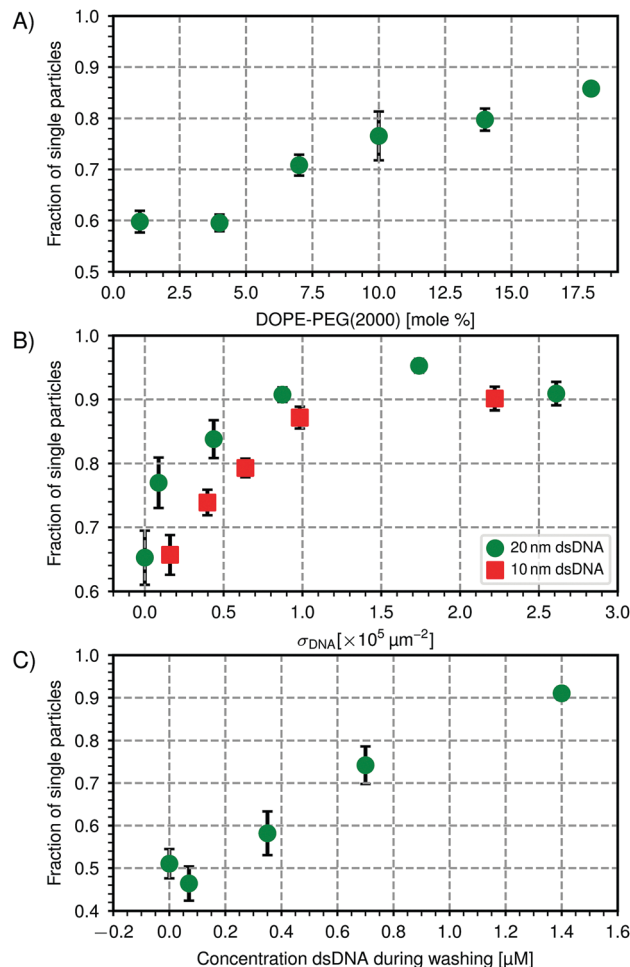 A)
Fraction of single particles
1.0
0.9
0.8
0.7
0.6
0.5
0.0 2.5 5.0 7.5 10.0 12.5 15.0 17.5
DOPE-PEG(2000) [mole %]
B)
Fraction of single particles
1.0
0.9
0.8
0.7
0.6
20 nm dsDNA
10 nm dsDNA
0.0 0.5 1.0 1.5 2.0 2.5 3.0
σDNA[×10⁵ µm⁻²]
C)
Fraction of single particles
1.0
0.9
0.8
0.7
0.6
0.5
0.4
−0.2 0.0 0.2 0.4 0.6 0.8 1.0 1.2 1.4 1.6
Concentration dsDNA during washing [µM]